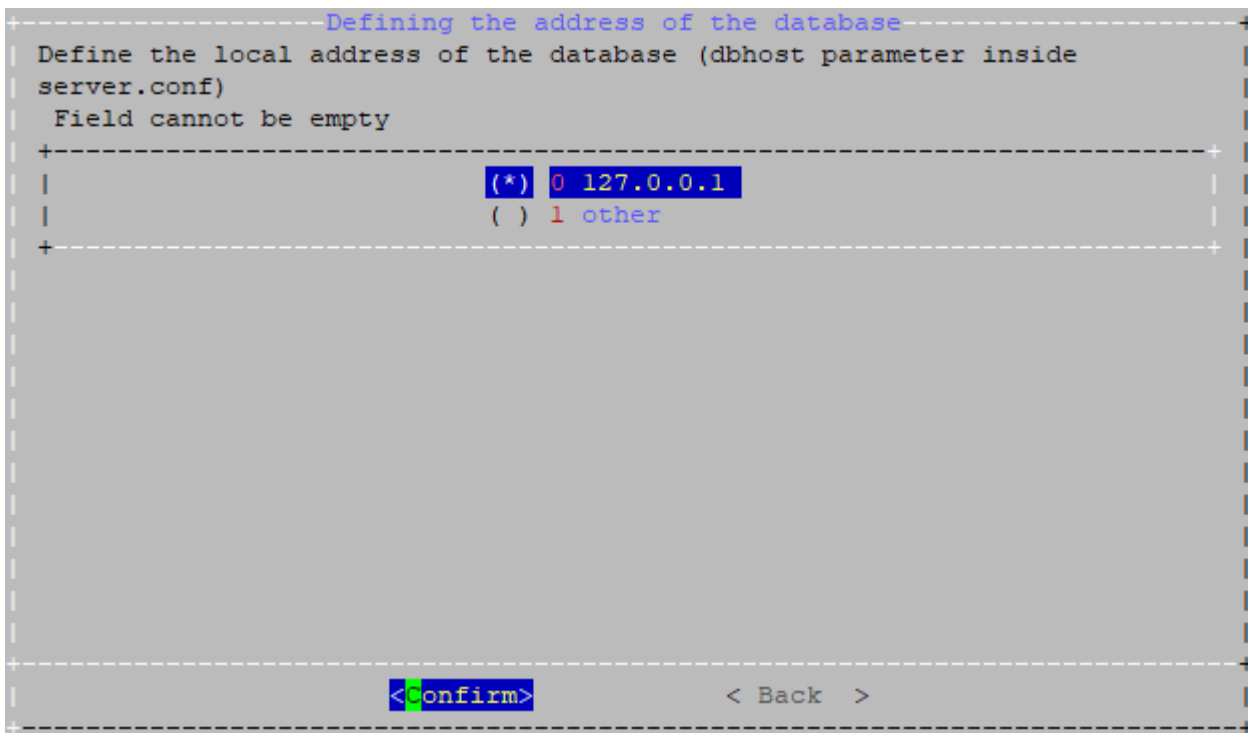 Defining the address of the database
Define the local address of the database (dbhost parameter inside
server.conf)
Field cannot be empty
(*) 0 127.0.0.1
( ) 1 other
<Confirm> < Back >